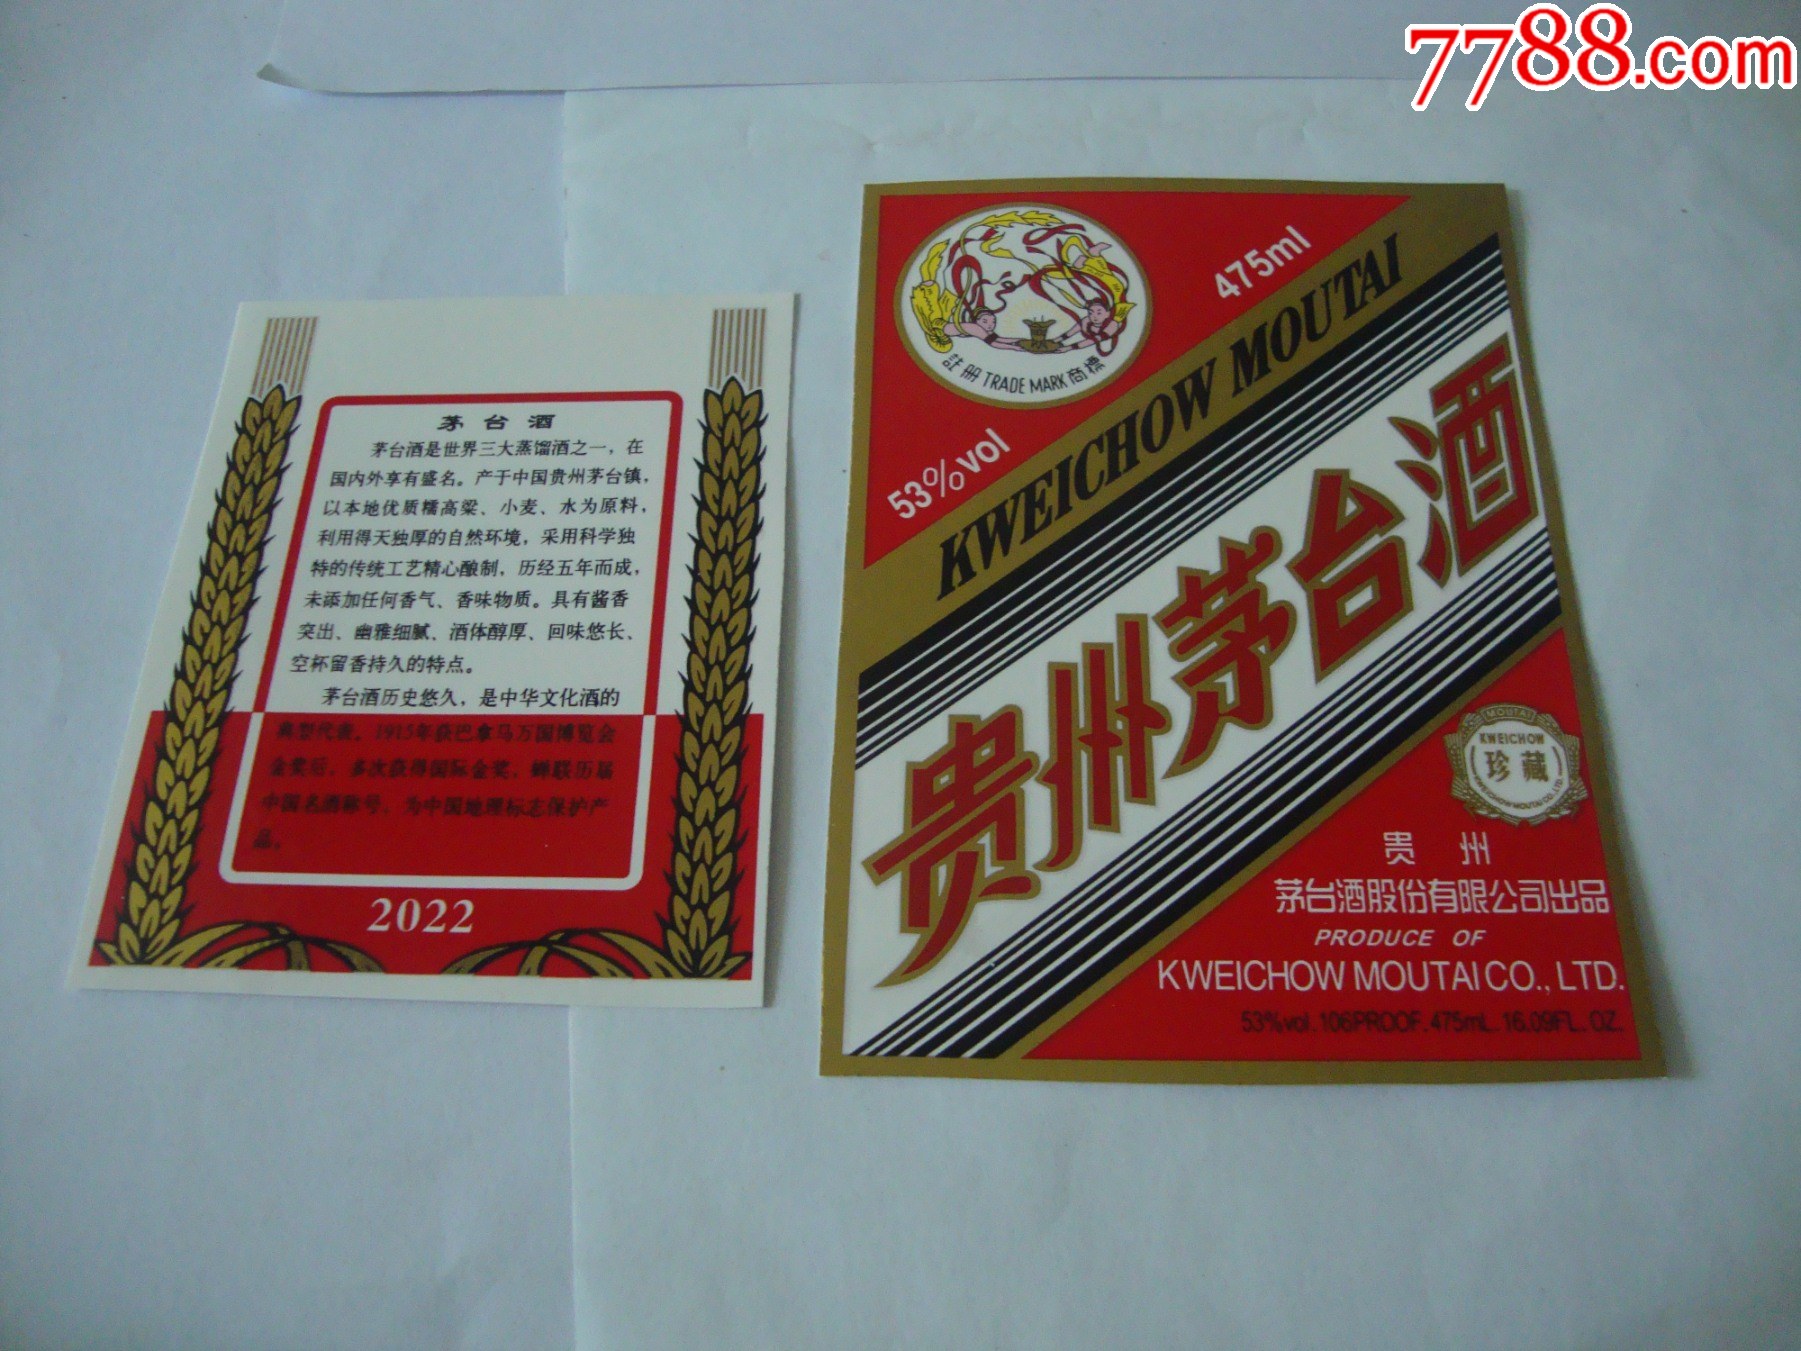 7788.com
茅台酒
茅台酒是世界三大蒸馏酒之一，在
国内外享有盛名。产于中国贵州茅台镇，
以本地优质糯高粱、小麦、水为原料，
利用得天独厚的自然环境，采用科学独
特的传统工艺精心酿制，历经五年而成，
未添加任何香气、香味物质。具有酱香
突出、幽雅细腻、酒体醇厚、回味悠长、
空杯留香持久的特点。
茅台酒历史悠久，是中华文化酒的
典型代表。1915年获巴拿马万国博览会
金奖后，多次获得国际金奖，蝉联历届
中国名酒称号，为中国地理标志保护产
品。
2022
註册 TRADE MARK 商標
475ml
53%vol
KWEICHOW MOUTAI
贵州茅台酒
MOUTAI
KWEICHOW
珍藏
KWEICHOW MOUTAI CO., LTD.
贵 州
茅台酒股份有限公司出品
PRODUCE OF
KWEICHOW MOUTAI CO., LTD.
53%vol. 106PROOF. 475mL. 16.09FL. OZ.